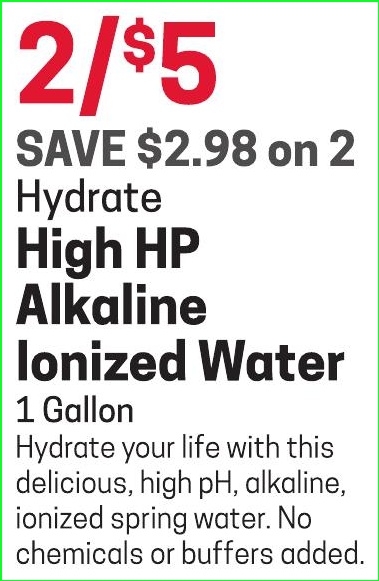 2/$5
SAVE $2.98 on 2
Hydrate
High HP
Alkaline
Ionized Water
1 Gallon
Hydrate your life with this
delicious, high pH, alkaline,
ionized spring water. No
chemicals or buffers added.